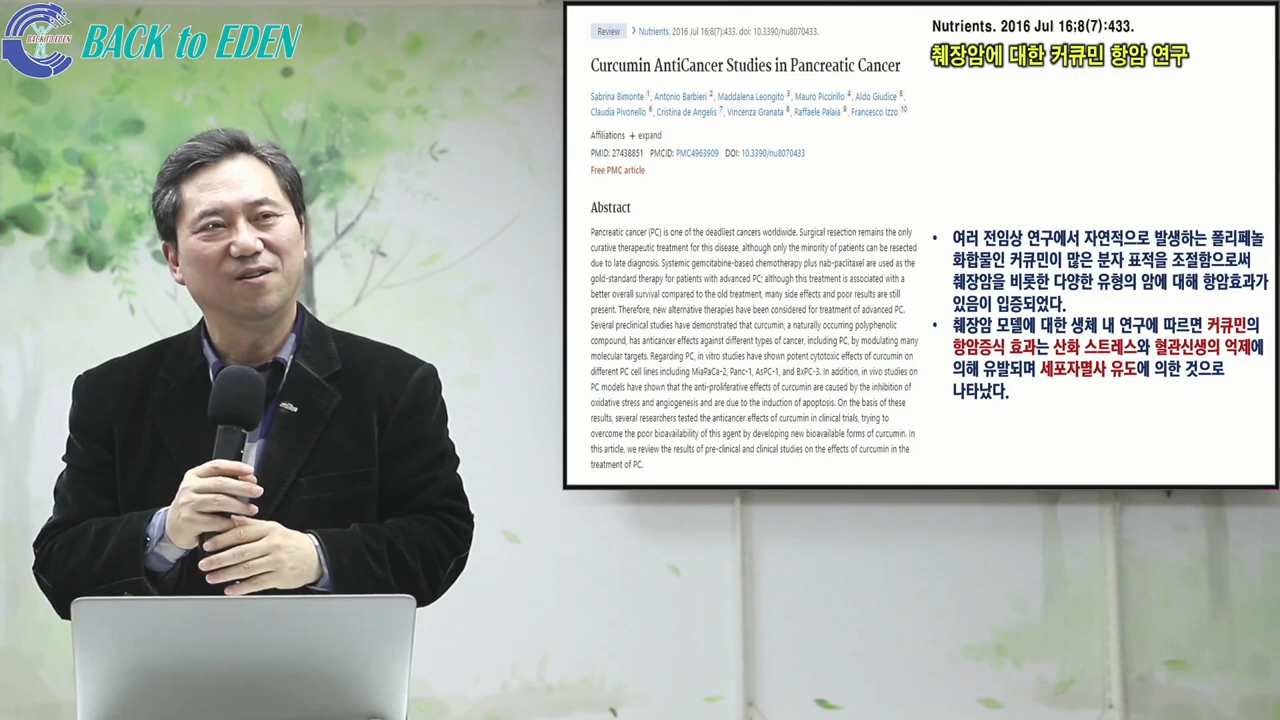 BACK TO EDEN
BACK to EDEN
Review
Nutrients. 2016 Jul 16;8(7):433. doi: 10.3390/nu8070433.
Curcumin AntiCancer Studies in Pancreatic Cancer
Sabrina Bimonte 1, Antonio Barbieri 2, Maddalena Leongito 3, Mauro Piccirillo 4, Aldo Giudice 5,
Claudia Pivonello 6, Cristina de Angelis 7, Vincenza Granata 8, Raffaele Palaia 9, Francesco Izzo 10
Affiliations + expand
PMID: 27438851 PMCID: PMC4963909 DOI: 10.3390/nu8070433
Free PMC article
Abstract
Pancreatic cancer (PC) is one of the deadliest cancers worldwide. Surgical resection remains the only
curative therapeutic treatment for this disease, although only the minority of patients can be resected
due to late diagnosis. Systemic gemcitabine-based chemotherapy plus nab-paclitaxel are used as the
gold-standard therapy for patients with advanced PC; although this treatment is associated with a
better overall survival compared to the old treatment, many side effects and poor results are still
present. Therefore, new alternative therapies have been considered for treatment of advanced PC.
Several preclinical studies have demonstrated that curcumin, a naturally occurring polyphenolic
compound, has anticancer effects against different types of cancer, including PC, by modulating many
molecular targets. Regarding PC, in vitro studies have shown potent cytotoxic effects of curcumin on
different PC cell lines including MiaPaCa-2, Panc-1, AsPC-1, and BxPC-3. In addition, in vivo studies on
PC models have shown that the anti-proliferative effects of curcumin are caused by the inhibition of
oxidative stress and angiogenesis and are due to the induction of apoptosis. On the basis of these
results, several researchers tested the anticancer effects of curcumin in clinical trials, trying to
overcome the poor bioavailability of this agent by developing new bioavailable forms of curcumin. In
this article, we review the results of pre-clinical and clinical studies on the effects of curcumin in the
treatment of PC.
Nutrients. 2016 Jul 16;8(7):433.
췌장암에 대한 커큐민 항암 연구
• 여러 전임상 연구에서 자연적으로 발생하는 폴리페놀
화합물인 커큐민이 많은 분자 표적을 조절함으로써
췌장암을 비롯한 다양한 유형의 암에 대해 항암효과가
있음이 입증되었다.
• 췌장암 모델에 대한 생체 내 연구에 따르면 커큐민의
항암증식 효과는 산화 스트레스와 혈관신생의 억제에
의해 유발되며 세포자멸사 유도에 의한 것으로
나타났다.